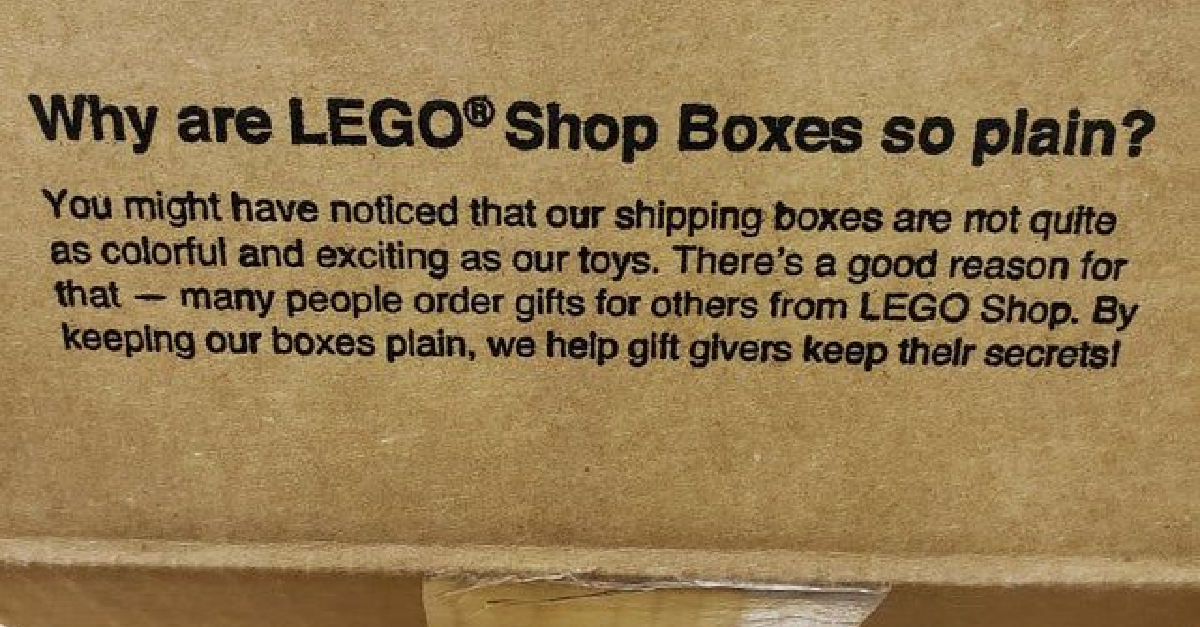 Why are LEGO® Shop Boxes so plain?
You might have noticed that our shipping boxes are not quite
as colorful and exciting as our toys. There's a good reason for
that — many people order gifts for others from LEGO Shop. By
keeping our boxes plain, we help gift givers keep their secrets!